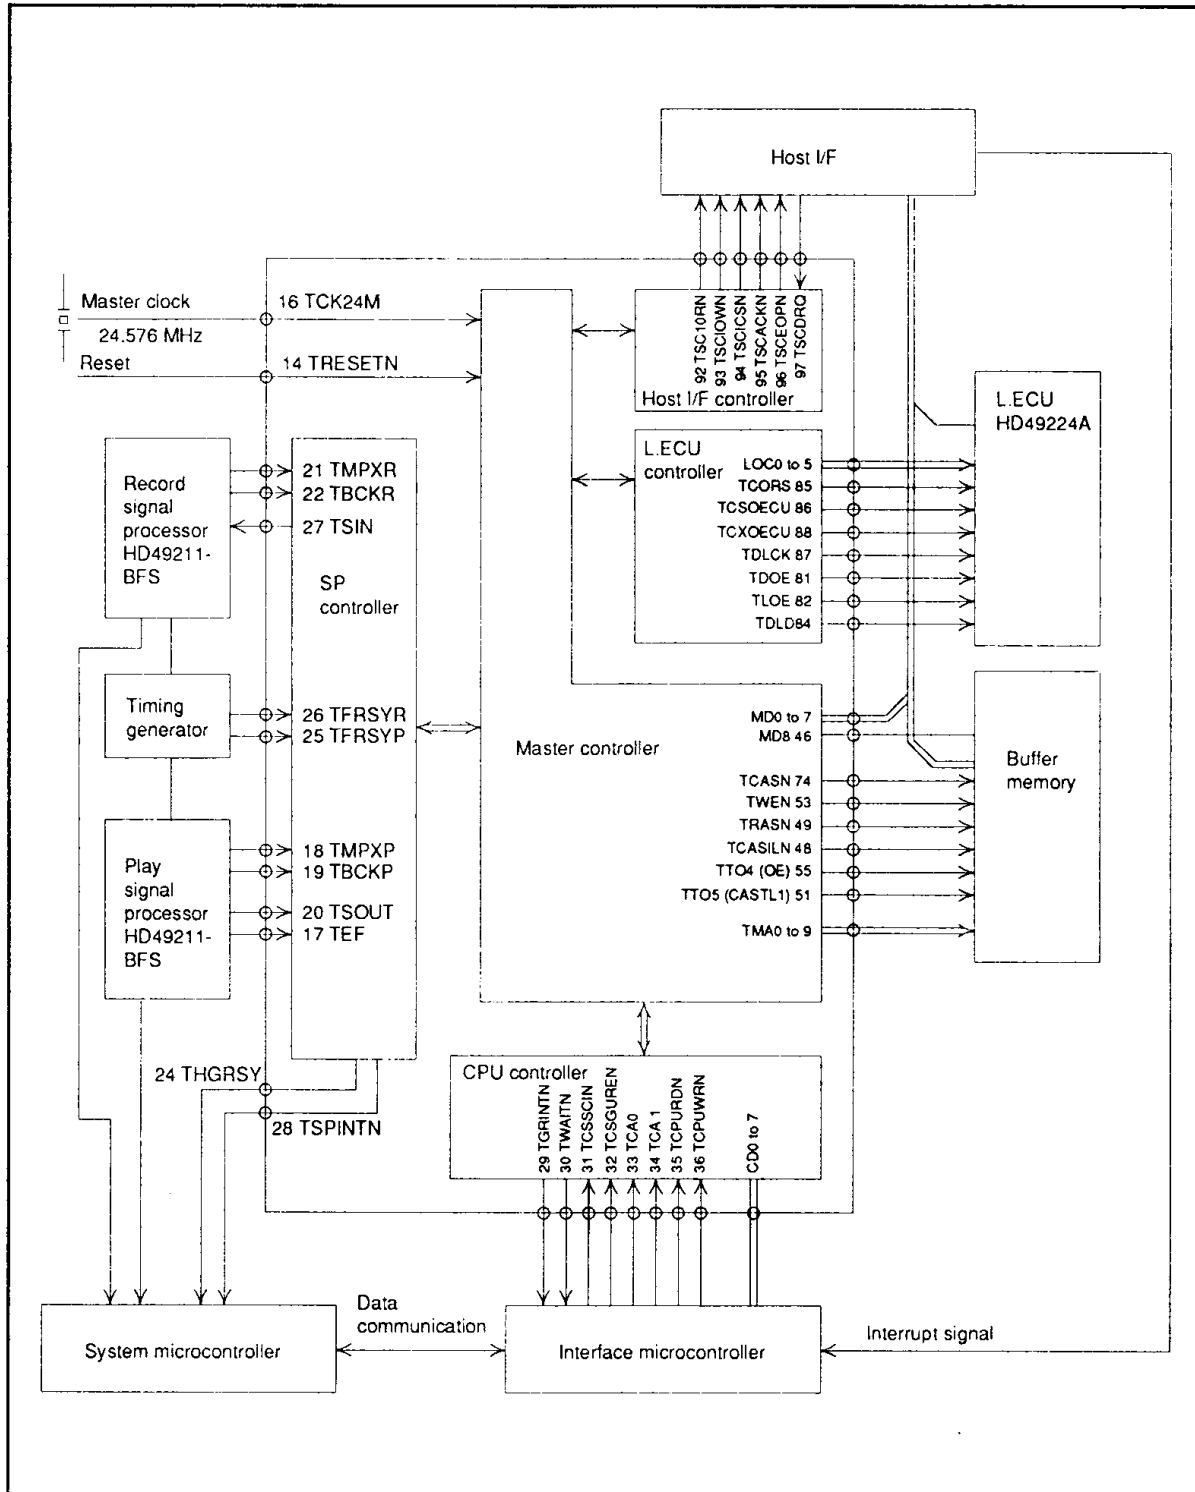 Host I/F
Master clock
24.576 MHz
Reset
16 TCK24M
14 TRESETN
92 TSC10RN
93 TSCIOWN
94 TSCICSN
95 TSCACKN
96 TSCEOPN
97 TSCDRQ
Host I/F controller
L.ECU
HD49224A
L.ECU
controller
LOC0 to 5
TCORS 85
TCSOECU 86
TCXOECU 88
TDLCK 87
TDOE 81
TLOE 82
TDLD84
Record
signal
processor
HD49211-
BFS
21 TMPXR
22 TBCKR
27 TSIN
SP
controller
Timing
generator
26 TFRSYR
25 TFRSYP
Master controller
MD0 to 7
MD8 46
TCASN 74
TWEN 53
TRASN 49
TCASILN 48
TTO4 (OE) 55
TTO5 (CASTL1) 51
TMA0 to 9
Buffer
memory
Play
signal
processor
HD49211-
BFS
18 TMPXP
19 TBCKP
20 TSOUT
17 TEF
24 THGRSY
28 TSPINTN
CPU controller
29 TGRINTN
30 TWAITN
31 TCSSCIN
32 TCSGUREN
33 TCA0
34 TCA 1
35 TCPURDN
36 TCPUWRN
CD0 to 7
System microcontroller
Data
communication
Interface microcontroller
Interrupt signal